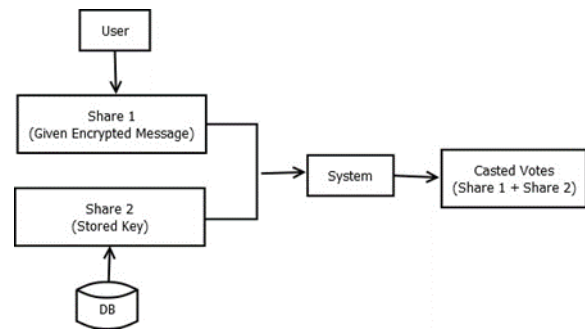 User
Share 1
(Given Encrypted Message)
System
Casted Votes
(Share 1 + Share 2)
Share 2
(Stored Key)
DB